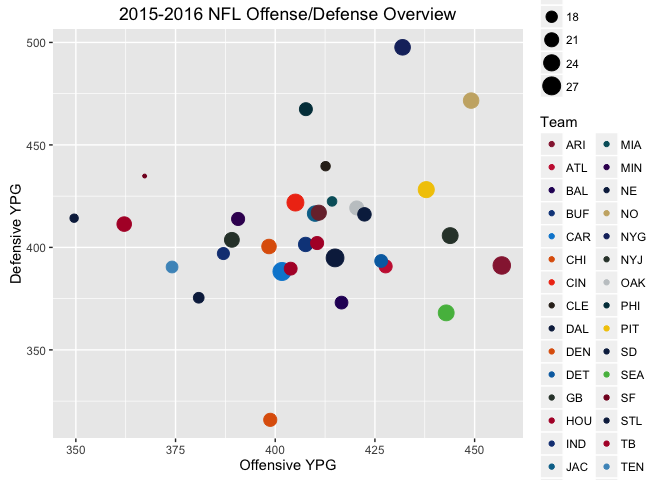 2015-2016 NFL Offense/Defense Overview
500
450
400
350
Defensive YPG
350
375
400
425
450
Offensive YPG
18
21
24
27
Team
ARI
ATL
BAL
BUF
CAR
CHI
CIN
CLE
DAL
DEN
DET
GB
HOU
IND
JAC
MIA
MIN
NE
NO
NYG
NYJ
OAK
PHI
PIT
SD
SEA
SF
STL
TB
TEN